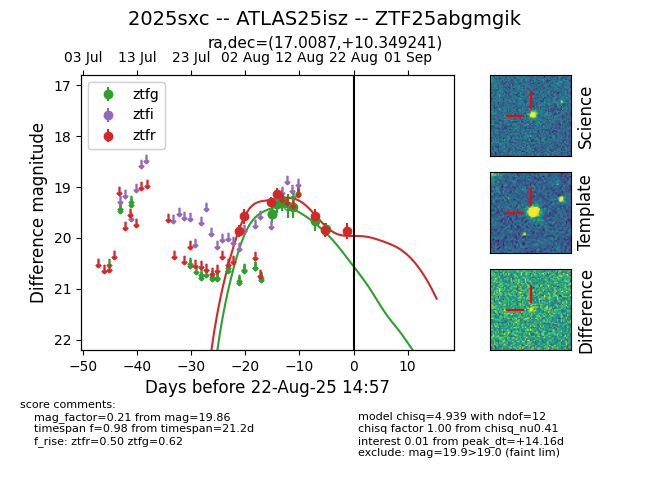 2025sxc -- ATLAS25isz -- ZTF25abgmgik
ra,dec=(17.0087,+10.349241)
03 Jul 13 Jul 23 Jul 02 Aug 12 Aug 22 Aug 01 Sep
17
18
19
20
21
22
Difference magnitude
ztfg
ztfi
ztfr
−50 −40 −30 −20 −10 0 10
Days before 22-Aug-25 14:57
Science
Template
Difference
score comments:
mag_factor=0.21 from mag=19.86
timespan f=0.98 from timespan=21.2d
f_rise: ztfr=0.50 ztfg=0.62
model chisq=4.939 with ndof=12
chisq factor 1.00 from chisq_nu0.41
interest 0.01 from peak_dt=+14.16d
exclude: mag=19.9>19.0 (faint lim)